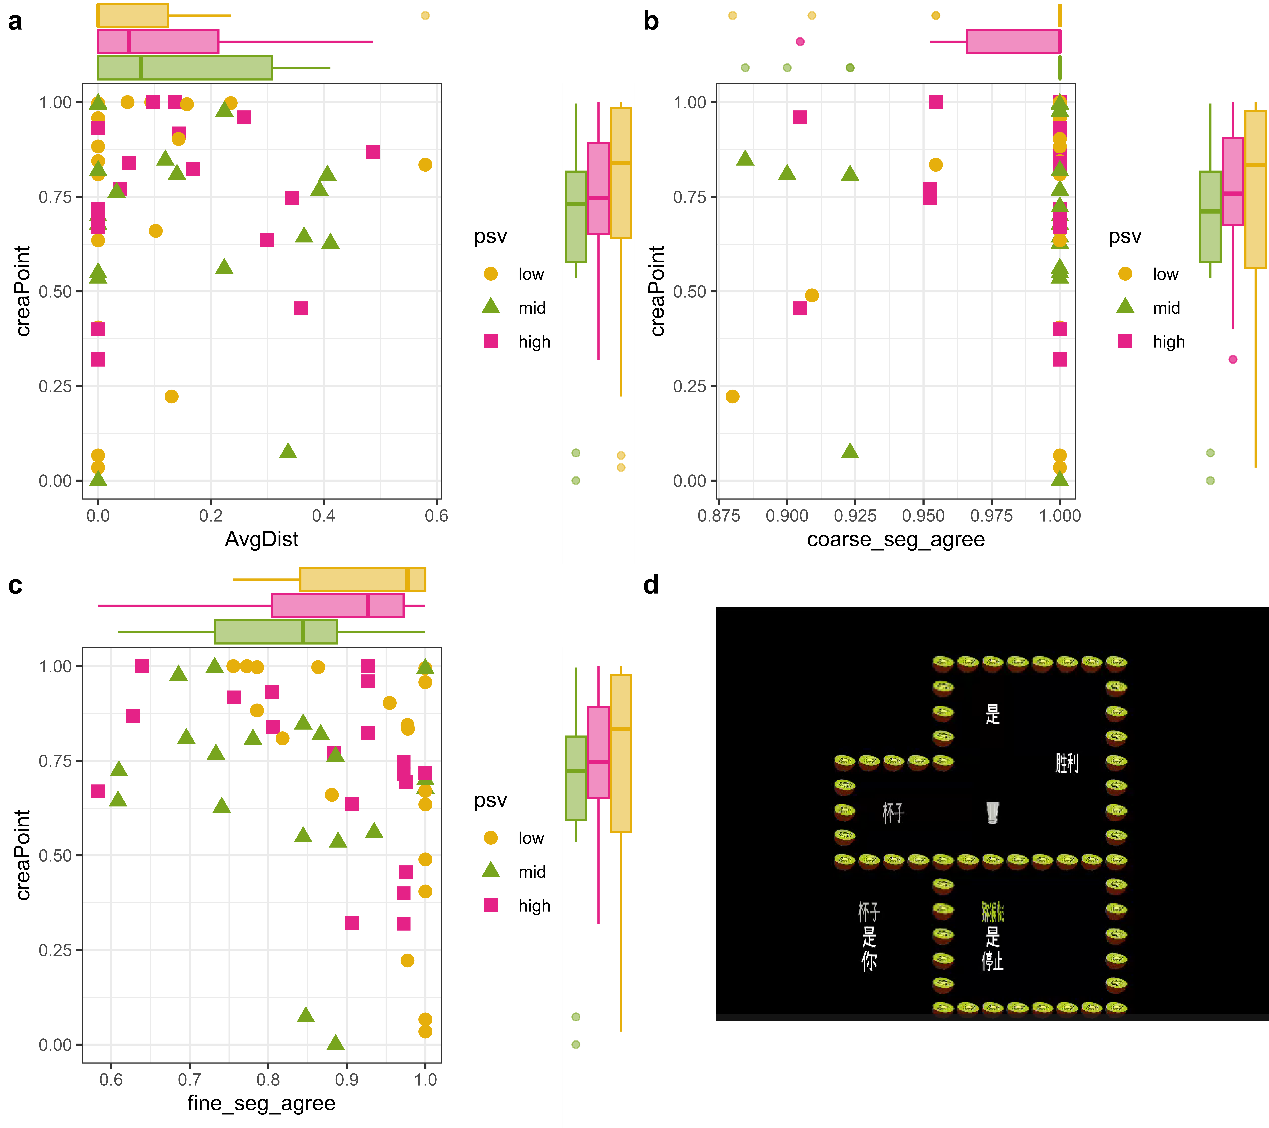 a
1.00
0.75
0.50
0.25
0.00
creaPoint
0.0
0.2
0.4
0.6
AvgDist
psv
low
mid
high
b
1.00
0.75
0.50
0.25
0.00
creaPoint
0.875
0.900
0.925
0.950
0.975
1.000
coarse_seg_agree
psv
low
mid
high
c
1.00
0.75
0.50
0.25
0.00
creaPoint
0.6
0.7
0.8
0.9
1.0
fine_seg_agree
psv
low
mid
high
d
是
胜利
杯子
杯子
是
你
猕猴桃
是
停止